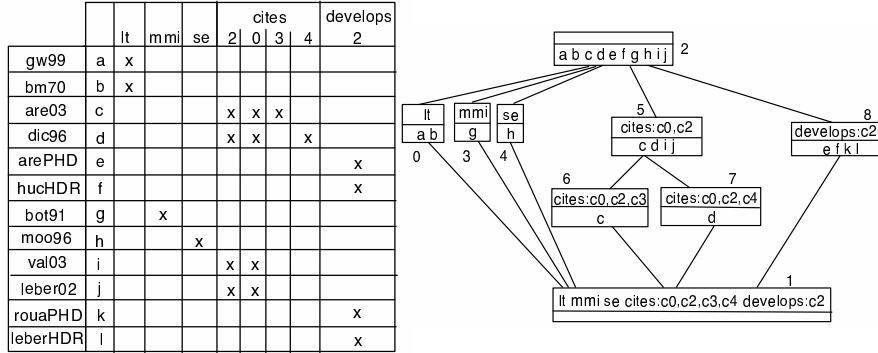 cites develops
lt mmi se 2 0 3 4 2
gw99 a x
bm70 b x
are03 c x x x
dic96 d x x x
arePHD e x
hucHDR f x
bot91 g x
moo96 h x
val03 i x x
leber02 j x x
rouaPHD k x
leberHDR l x
a b c d e f g h i j 2
lt mmi se 5 8
a b g h cites:c0,c2 develops:c2
0 3 4 c d i j e f k l
6 7
cites:c0,c2,c3 cites:c0,c2,c4
c d
1
lt mmi se cites:c0,c2,c3,c4 develops:c2